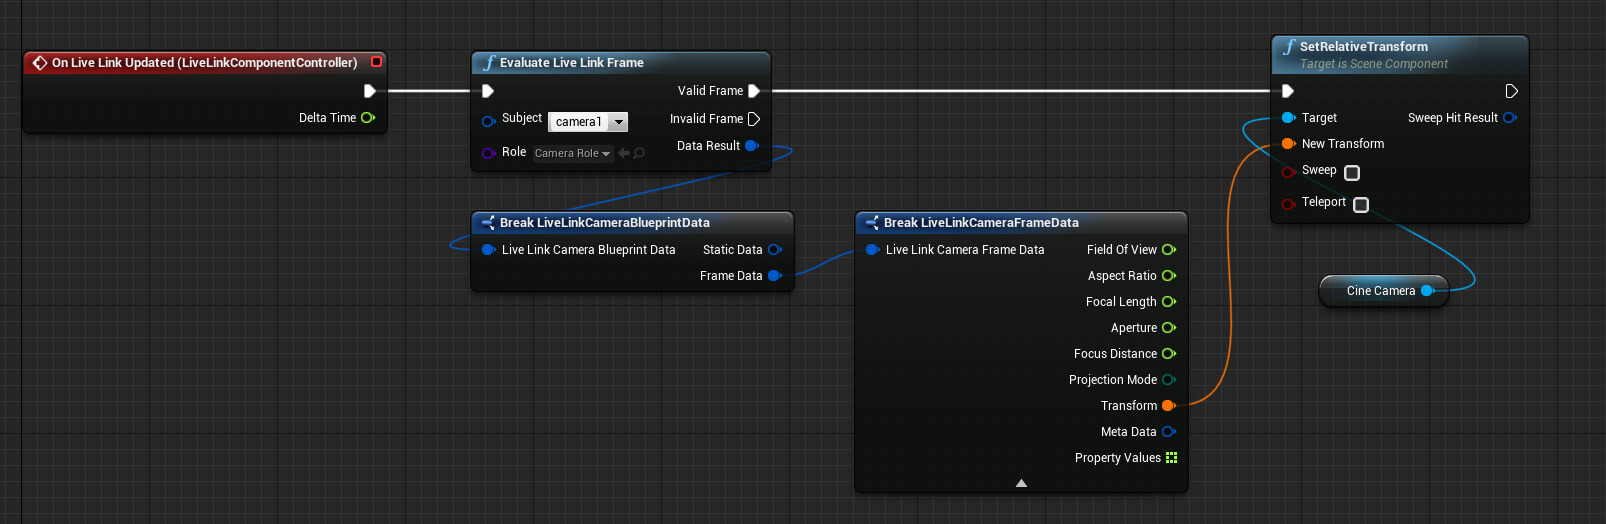 On Live Link Updated (LiveLinkComponentController)
Delta Time
Evaluate Live Link Frame
Valid Frame
Subject camera1
Invalid Frame
Data Result
Role Camera Role
SetRelativeTransform
Target is Scene Component
Target
Sweep Hit Result
New Transform
Sweep
Teleport
Break LiveLinkCameraBlueprintData
Live Link Camera Blueprint Data
Static Data
Frame Data
Break LiveLinkCameraFrameData
Live Link Camera Frame Data
Field Of View
Aspect Ratio
Focal Length
Aperture
Focus Distance
Projection Mode
Transform
Meta Data
Property Values
Cine Camera